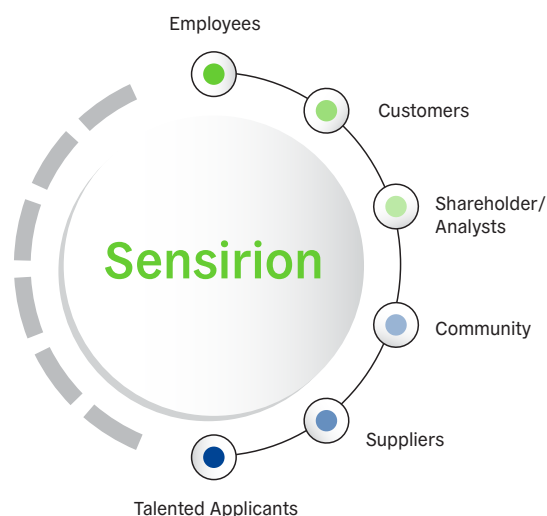 Employees
Customers
Shareholder/
Analysts
Sensirion
Community
Suppliers
Talented Applicants